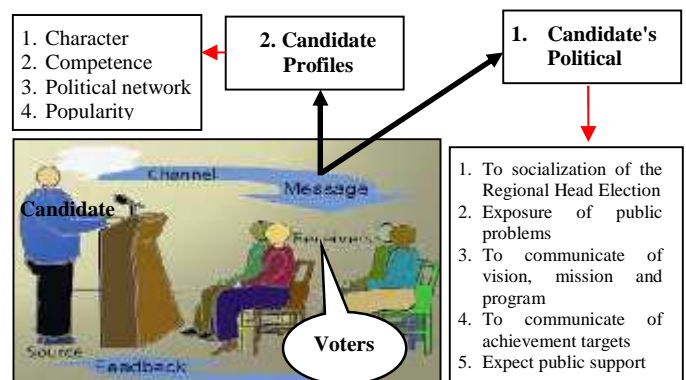 1. Character
2. Competence
3. Political network
4. Popularity
2. Candidate
Profiles
1. Candidate's
Political
Channel
Message
Candidate
Receivers
Voters
Source
Feedback
1. To socialization of the
Regional Head Election
2. Exposure of public
problems
3. To communicate of
vision, mission and
program
4. To communicate of
achievement targets
5. Expect public support